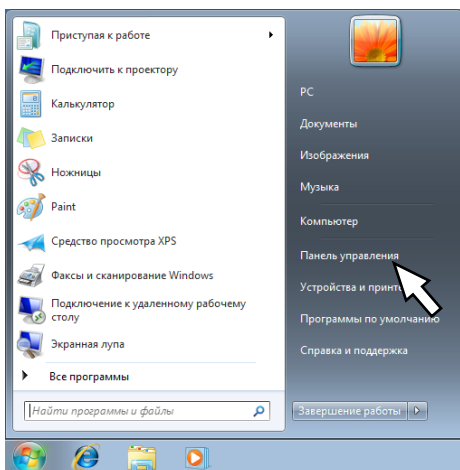 Приступая к работе
Подключить к проектору
Калькулятор
Записки
Ножницы
Paint
Средство просмотра XPS
Факсы и сканирование Windows
Подключение к удаленному рабочему
столу
Экранная лупа
Все программы
Найти программы и файлы
PC
Документы
Изображения
Музыка
Компьютер
Панель управления
Устройства и
Программы по умолчанию
Справка и поддержка
Завершение работы